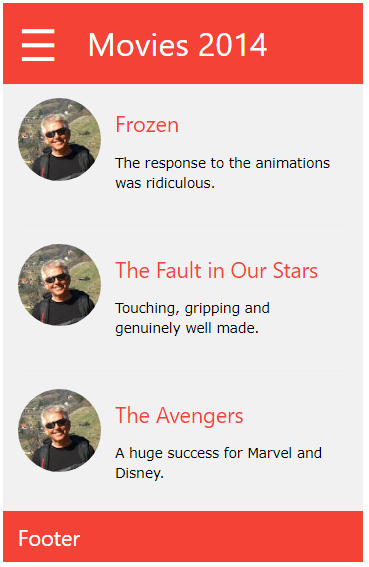 Movies 2014
Frozen
The response to the animations
was ridiculous.
The Fault in Our Stars
Touching, gripping and
genuinely well made.
The Avengers
A huge success for Marvel and
Disney.
Footer